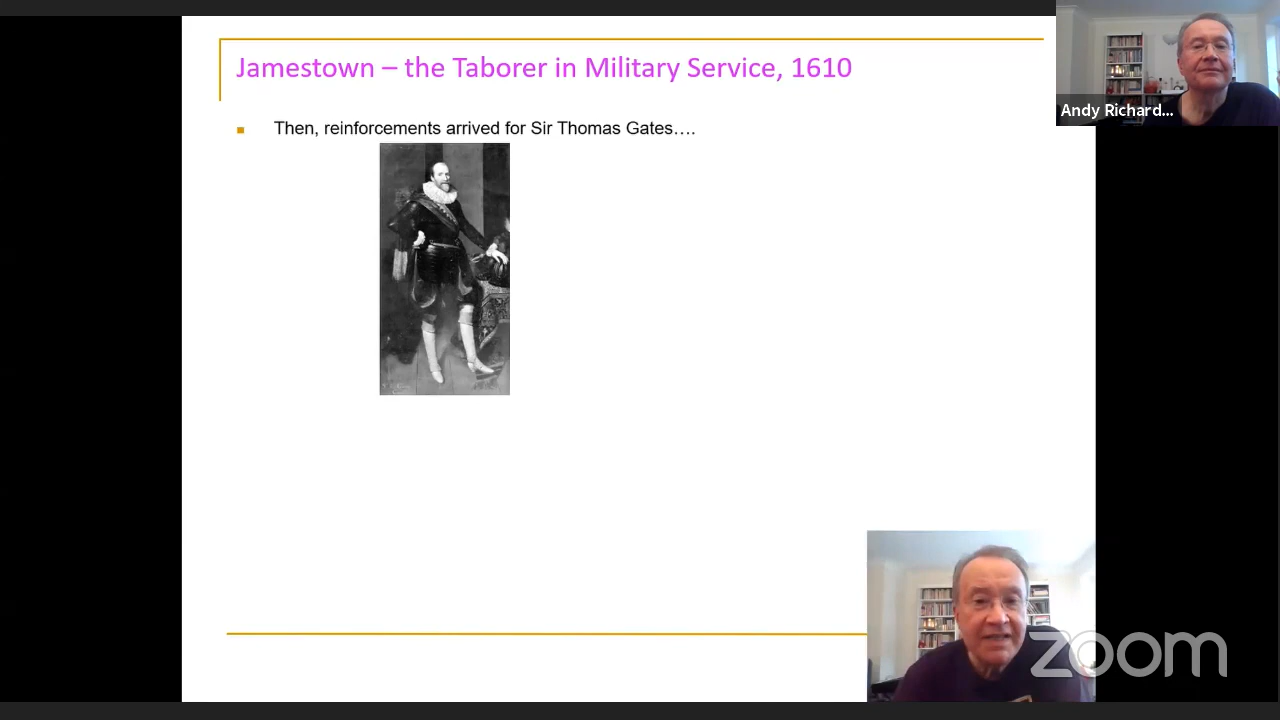 Jamestown – the Taborer in Military Service, 1610
Andy Richard...
Then, reinforcements arrived for Sir Thomas Gates….
zoom